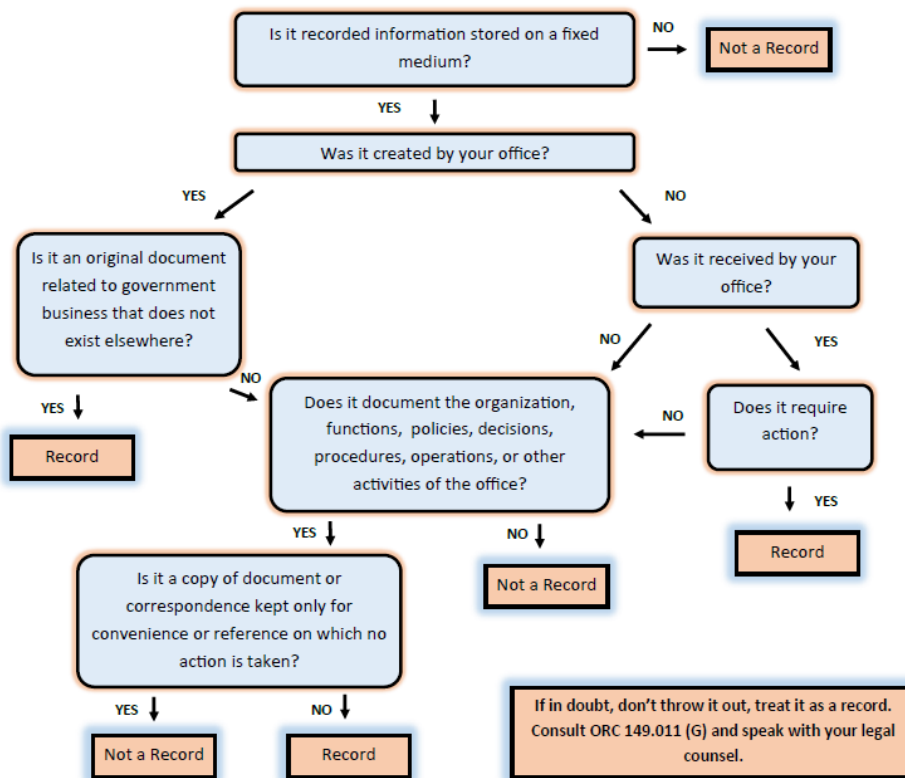 Is it recorded information stored on a fixed
medium?
NO
Not a Record
YES
Was it created by your office?
YES
NO
Is it an original document
related to government
business that does not
exist elsewhere?
Was it received by your
office?
NO
YES
NO
Does it document the organization,
functions, policies, decisions,
procedures, operations, or other
activities of the office?
NO
Does it require
action?
YES
Record
YES
Record
YES
NO
Not a Record
Is it a copy of document or
correspondence kept only for
convenience or reference on which no
action is taken?
YES
NO
Not a Record
Record
If in doubt, don’t throw it out, treat it as a record.
Consult ORC 149.011 (G) and speak with your legal
counsel.